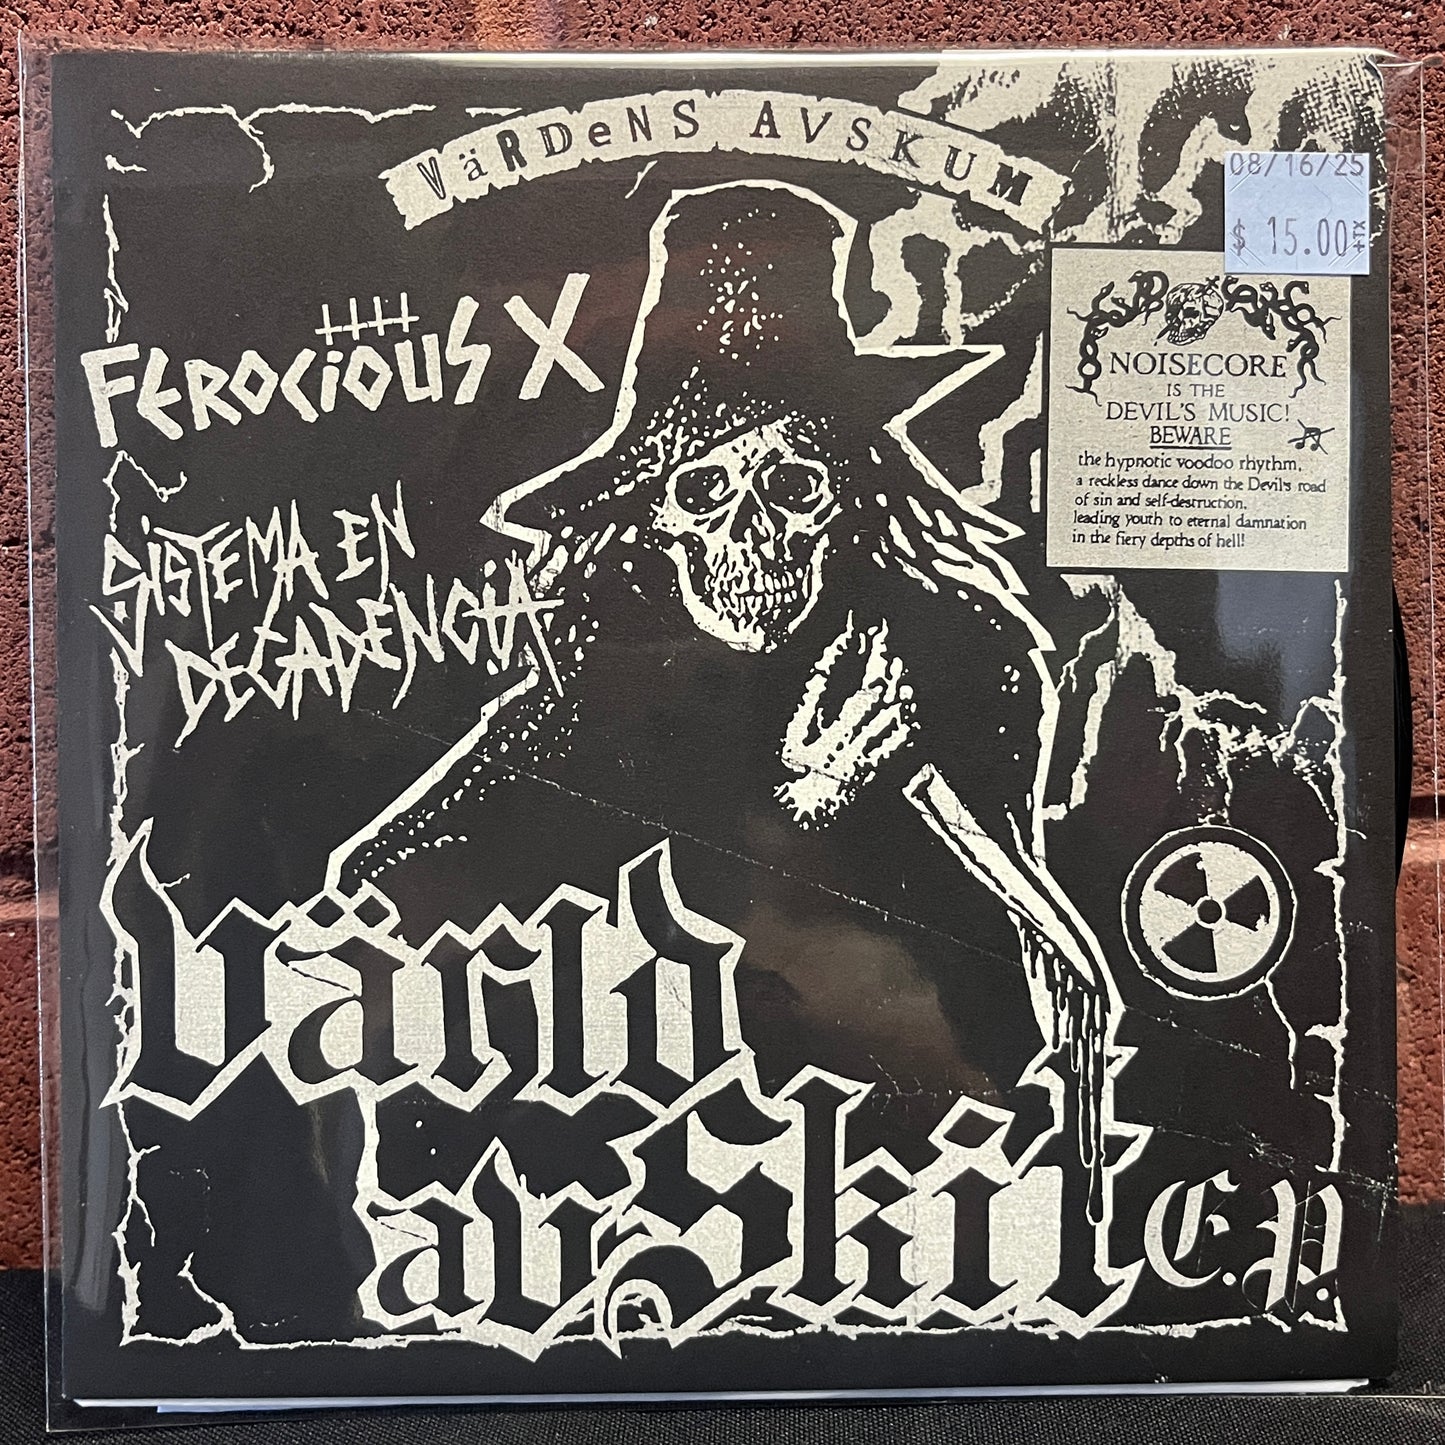 VäRDeNS AVSKUM
08/16/25
$ 15.00 +TX
FEROCiOUS X
NOISECORE
IS THE
DEVIL'S MUSIC!
BEWARE
the hypnotic voodoo rhythm,
a reckless dance down the Devil's road
of sin and self-destruction,
leading youth to eternal damnation
in the fiery depths of hell!
SISTEMA EN
DECADENCiA
Värld
av Skit
E.P.